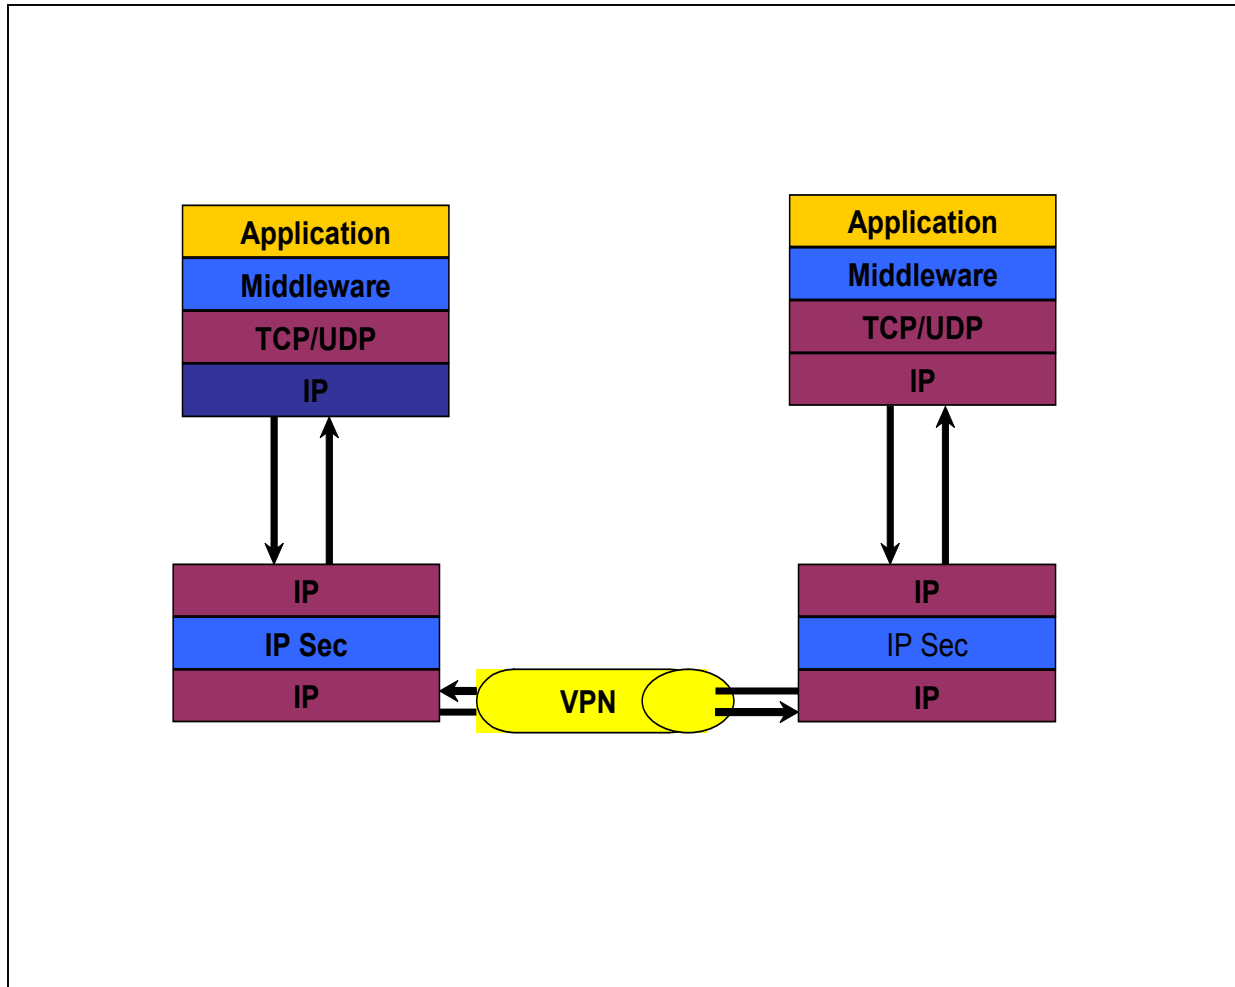 Application
Middleware
TCP/UDP
IP
Application
Middleware
TCP/UDP
IP
IP
IP Sec
IP
VPN
IP
IP Sec
IP